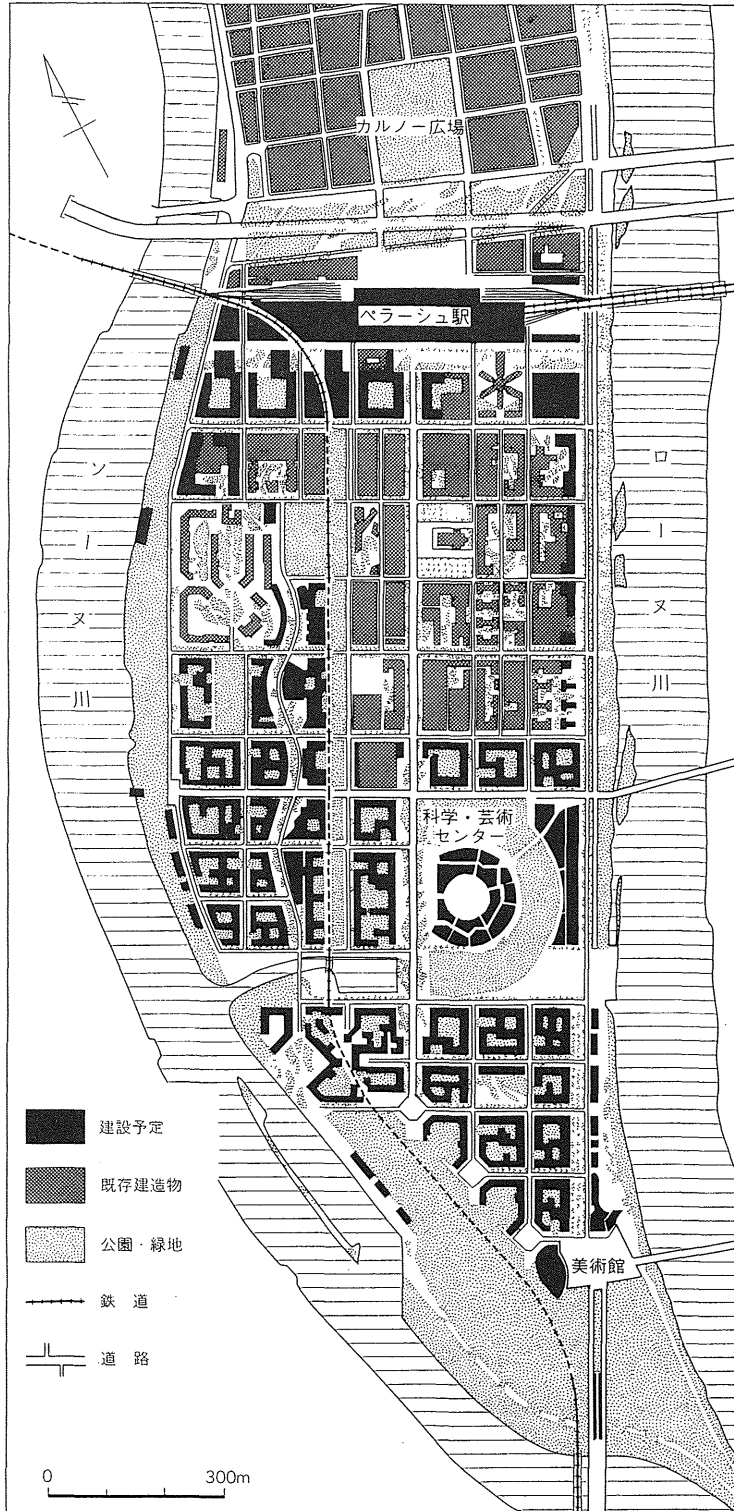 カルノー広場
ペラーシュ駅
ソーヌ川
ローヌ川
科学・芸術
センター
美術館
建設予定
既存建造物
公園・緑地
鉄道
道路
0 300m